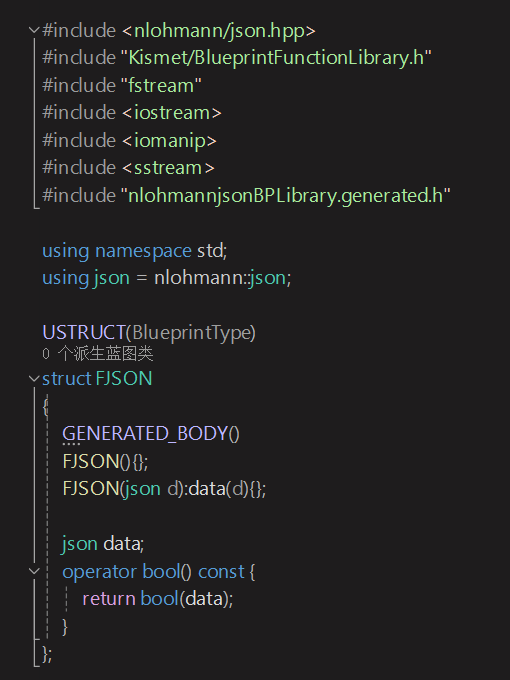 #include <nlohmann/json.hpp>
#include "Kismet/BlueprintFunctionLibrary.h"
#include "fstream"
#include <iostream>
#include <iomanip>
#include <sstream>
#include "nlohmannjsonBPLibrary.generated.h"
using namespace std;
using json = nlohmann::json;
USTRUCT(BlueprintType)
0 个派生蓝图类
struct FJSON
{
GENERATED_BODY()
FJSON(){};
FJSON(json d):data(d){};
json data;
operator bool() const {
return bool(data);
}
};